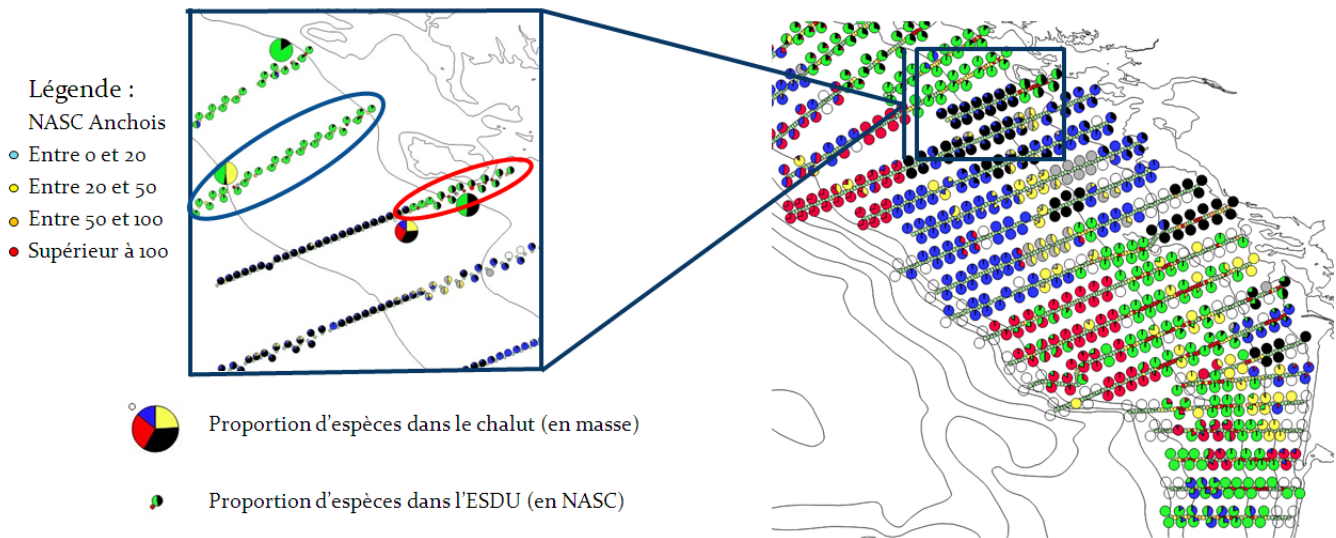 Légende :
NASC Anchois
Entre 0 et 20
Entre 20 et 50
Entre 50 et 100
Supérieur à 100
Proportion d'espèces dans le chalut (en masse)
Proportion d'espèces dans l'ESDU (en NASC)